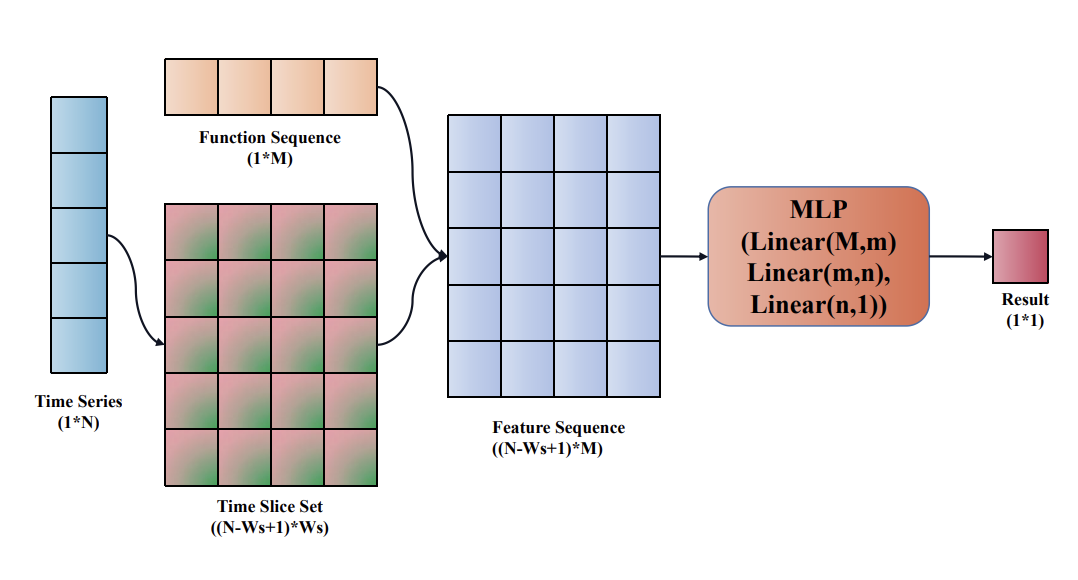 Function Sequence
(1*M)
Time Series
(1*N)
Time Slice Set
((N-Ws+1)*Ws)
Feature Sequence
((N-Ws+1)*M)
MLP
(Linear(M,m)
Linear(m,n),
Linear(n,1))
Result
(1*1)